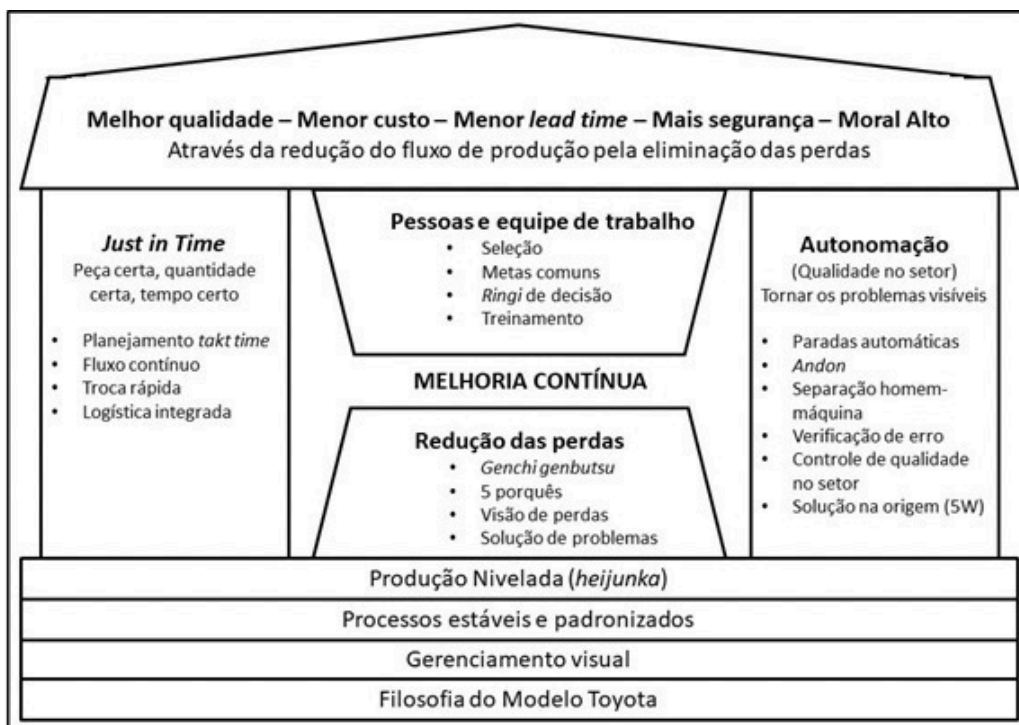 Melhor qualidade – Menor custo – Menor lead time – Mais segurança – Moral Alto
Através da redução do fluxo de produção pela eliminação das perdas
Just in Time
Peça certa, quantidade
certa, tempo certo
• Planejamento takt time
• Fluxo contínuo
• Troca rápida
• Logística integrada
Pessoas e equipe de trabalho
• Seleção
• Metas comuns
• Ringi de decisão
• Treinamento
MELHORIA CONTÍNUA
Redução das perdas
• Genchi genbutsu
• 5 porquês
• Visão de perdas
• Solução de problemas
Autonomação
(Qualidade no setor)
Tornar os problemas visíveis
• Paradas automáticas
• Andon
• Separação homem-
máquina
• Verificação de erro
• Controle de qualidade
no setor
• Solução na origem (5W)
Produção Nivelada (heijunka)
Processos estáveis e padronizados
Gerenciamento visual
Filosofia do Modelo Toyota